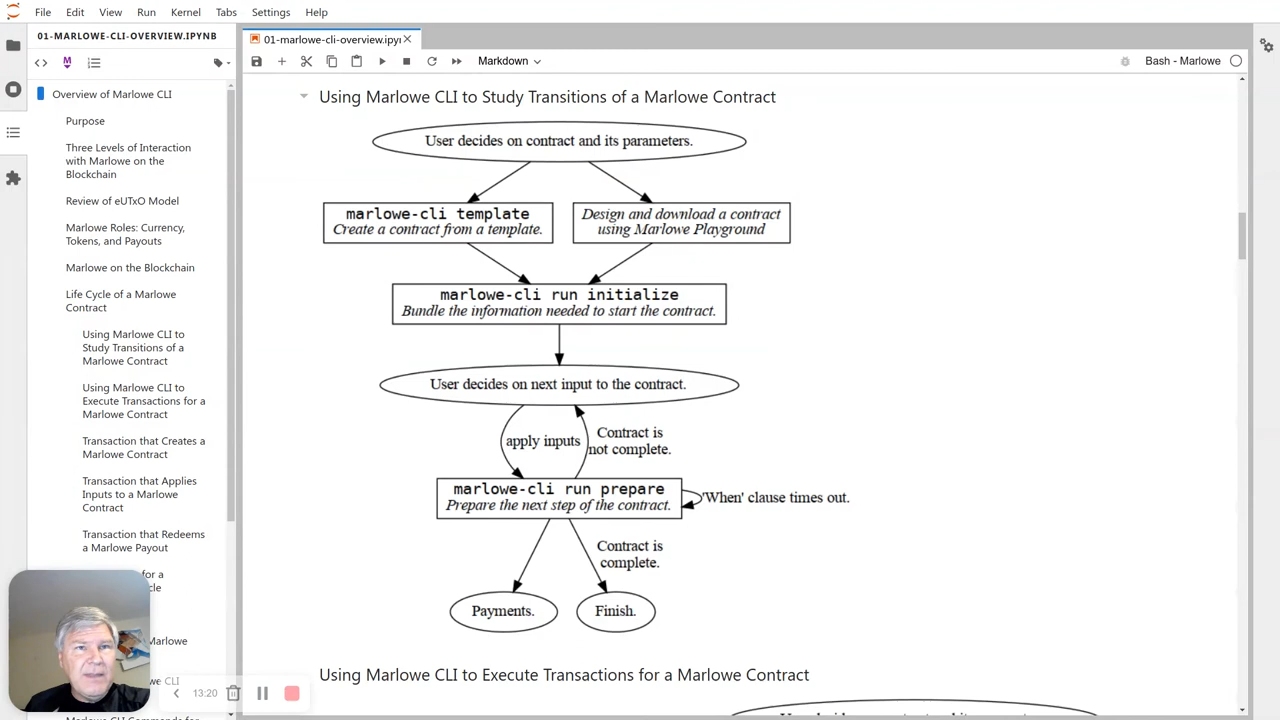 File Edit View Run Kernel Tabs Settings Help
01-MARLOWE-CLI-OVERVIEW.IPYNB
01-marlowe-cli-overview.ipyı
Markdown
Bash - Marlowe
Overview of Marlowe CLI
Purpose
Three Levels of Interaction
with Marlowe on the
Blockchain
Review of eUTxO Model
Marlowe Roles: Currency,
Tokens, and Payouts
Marlowe on the Blockchain
Life Cycle of a Marlowe
Contract
Using Marlowe CLI to
Study Transitions of a
Marlowe Contract
Using Marlowe CLI to
Execute Transactions for a
Marlowe Contract
Transaction that Creates a
Marlowe Contract
Transaction that Applies
Inputs to a Marlowe
Contract
Transaction that Redeems
a Marlowe Payout
for a
Marlowe
CLI
13:20
Using Marlowe CLI to Study Transitions of a Marlowe Contract
User decides on contract and its parameters.
marlowe-cli template
Create a contract from a template.
Design and download a contract
using Marlowe Playground
marlowe-cli run initialize
Bundle the information needed to start the contract.
User decides on next input to the contract.
apply inputs
Contract is
not complete.
marlowe-cli run prepare
Prepare the next step of the contract.
'When' clause times out.
Contract is
complete.
Payments.
Finish.
Using Marlowe CLI to Execute Transactions for a Marlowe Contract